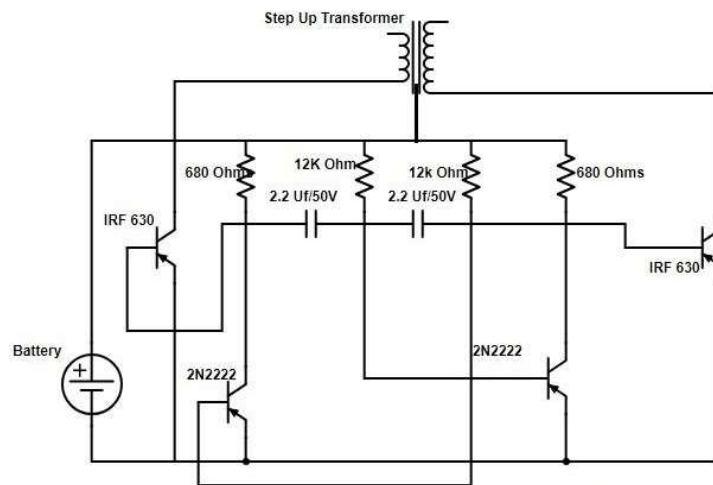 Step Up Transformer
680 Ohms
12K Ohm
12k Ohm
680 Ohms
2.2 Uf/50V
2.2 Uf/50V
IRF 630
IRF 630
Battery
+
2N2222
2N2222